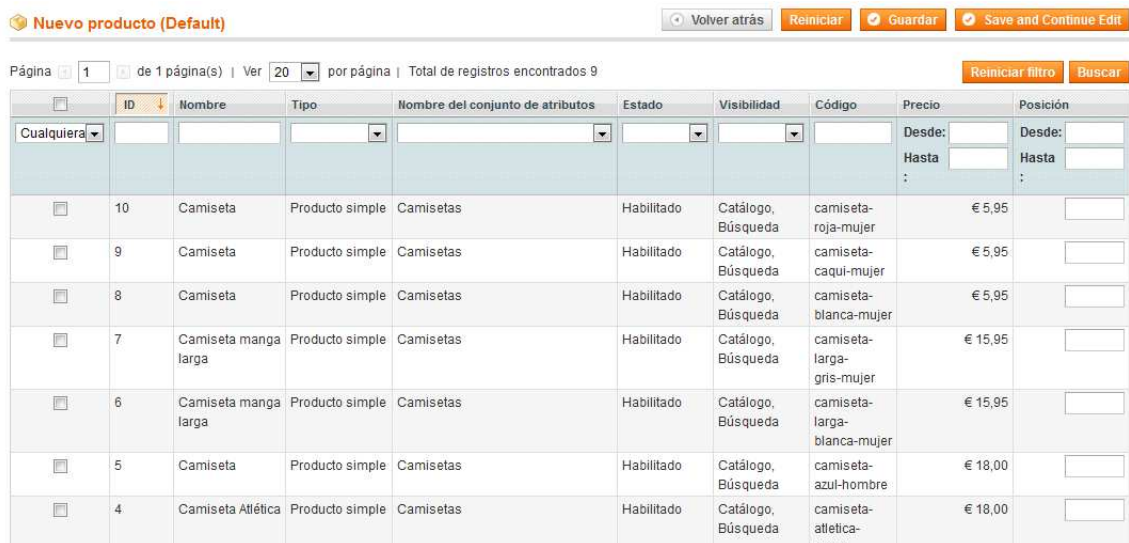 Nuevo producto (Default)
Volver atrás Reiniciar Guardar Save and Continue Edit
Página 1 de 1 página(s) | Ver 20 por página | Total de registros encontrados 9
Reiniciar filtro Buscar
ID Nombre Tipo Nombre del conjunto de atributos Estado Visibilidad Código Precio Posición
Cualquiera Desde: Desde:
Hasta Hasta
: :
10 Camiseta Producto simple Camisetas Habilitado Catálogo, camiseta- € 5,95
Búsqueda roja-mujer
9 Camiseta Producto simple Camisetas Habilitado Catálogo, camiseta- € 5,95
Búsqueda caqui-mujer
8 Camiseta Producto simple Camisetas Habilitado Catálogo, camiseta- € 5,95
Búsqueda blanca-mujer
7 Camiseta manga Producto simple Camisetas Habilitado Catálogo, camiseta- € 15,95
larga Búsqueda larga-
gris-mujer
6 Camiseta manga Producto simple Camisetas Habilitado Catálogo, camiseta- € 15,95
larga Búsqueda larga-
blanca-mujer
5 Camiseta Producto simple Camisetas Habilitado Catálogo, camiseta- € 18,00
Búsqueda azul-hombre
4 Camiseta Atlética Producto simple Camisetas Habilitado Catálogo, camiseta- € 18,00
Búsqueda atletica-